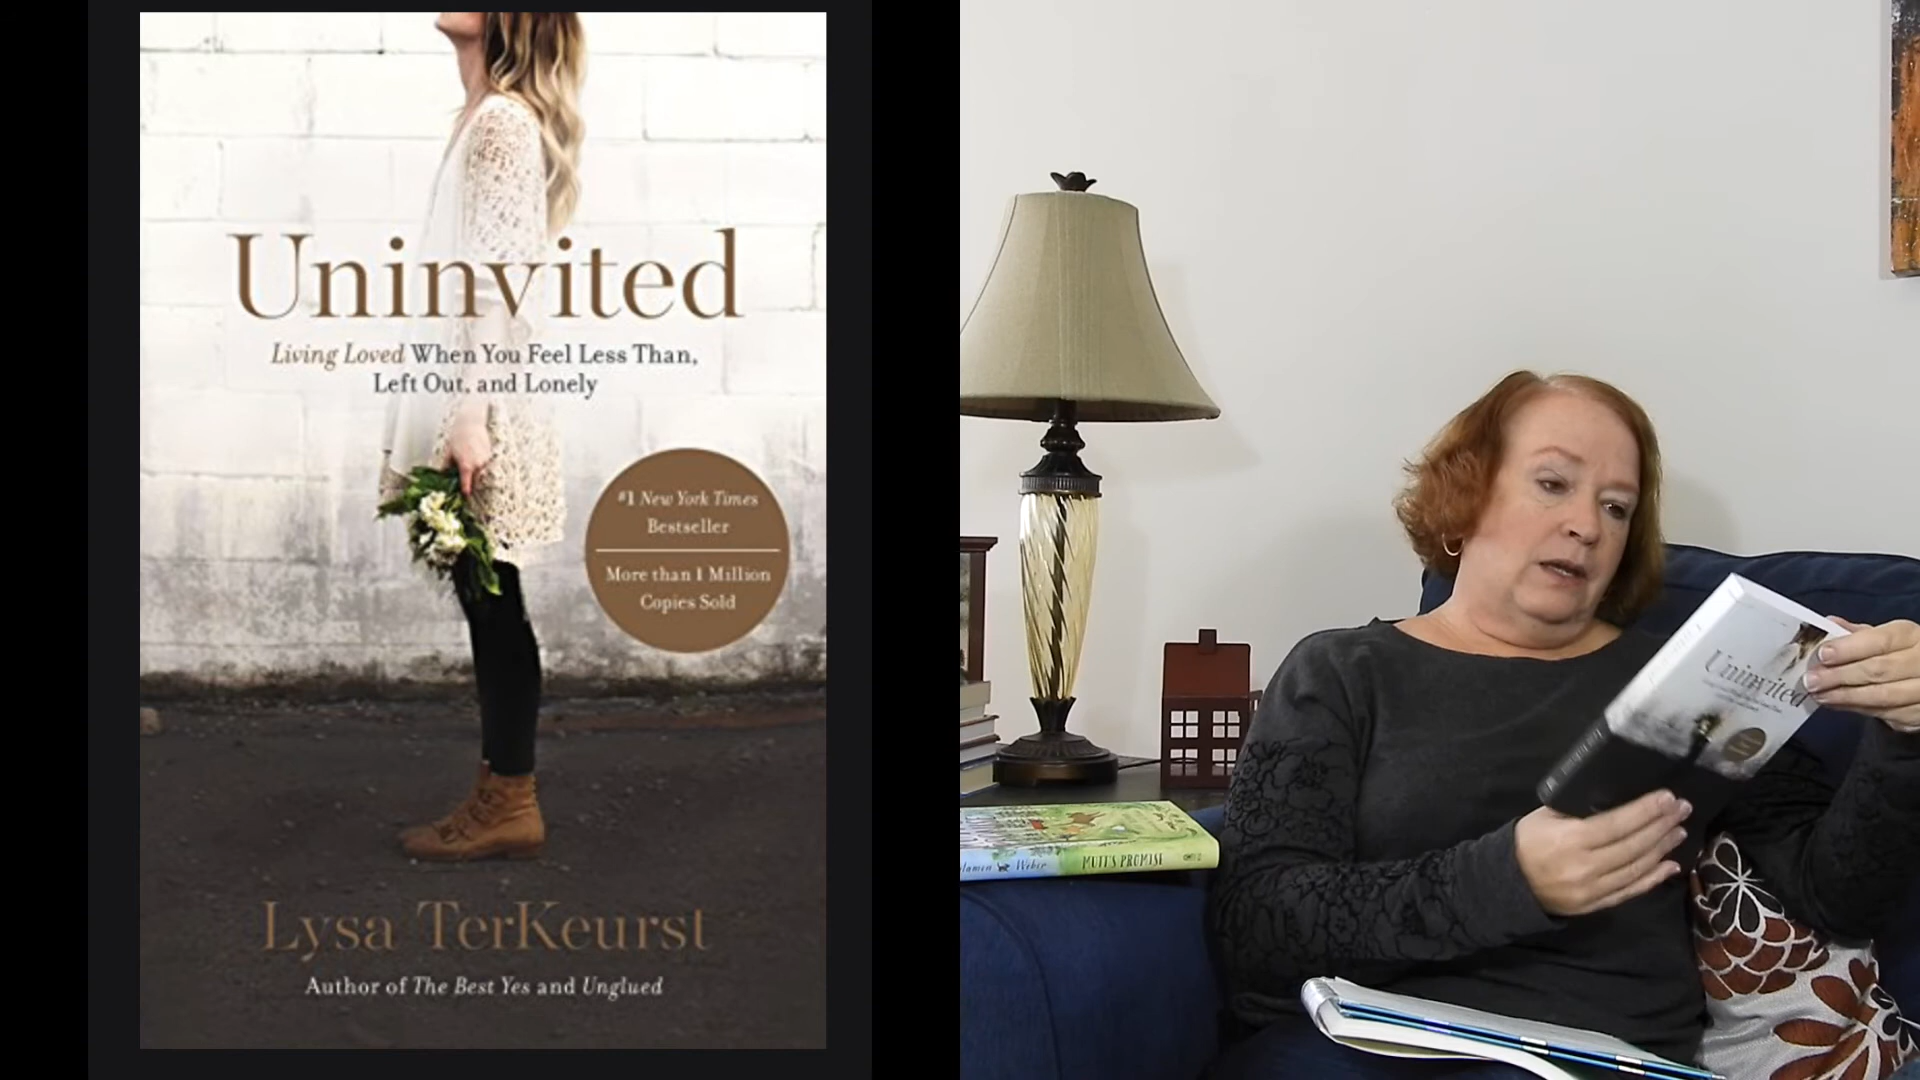 Uninvited
Living Loved When You Feel Less Than,
Left Out, and Lonely
#1 New York Times
Bestseller
More than 1 Million
Copies Sold
Lysa TerKeurst
Author of The Best Yes and Unglued
Uninvited
Weber
MUTT'S PROMISE